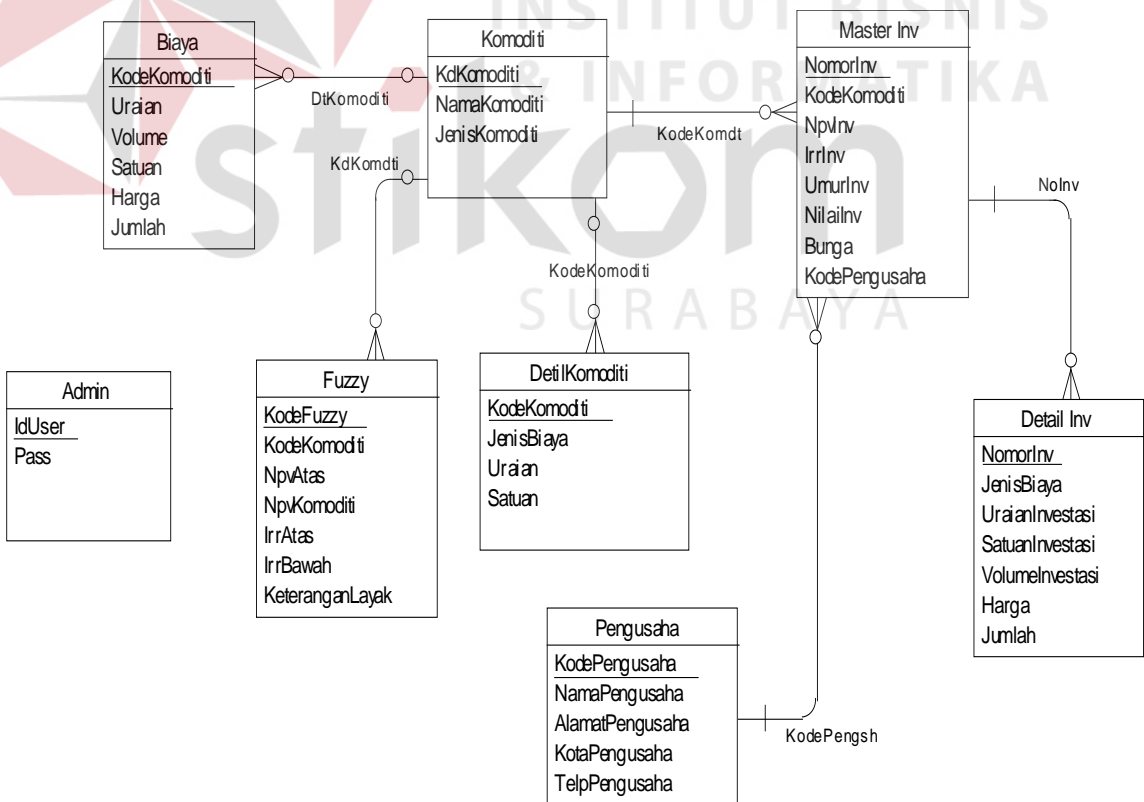 INSTITUT BISNIS
& INFORMATIKA
stikom
SURABAYA
Biaya
KodeKomoditi
Uraian
Volume
Satuan
Harga
Jumlah
DtKomoditi
Komoditi
KdKomoditi
NamaKomoditi
JenisKomoditi
KodeKomdt
Master Inv
NomorInv
KodeKomoditi
NpvInv
IrrInv
UmurInv
NilaiInv
Bunga
KodePengusaha
KdKomdti
KodeKomoditi
NoInv
Admin
IdUser
Pass
Fuzzy
KodeFuzzy
KodeKomoditi
NpvAtas
NpvKomoditi
IrrAtas
IrrBawah
KeteranganLayak
DetilKomoditi
KodeKomoditi
JenisBiaya
Uraian
Satuan
Detail Inv
NomorInv
JenisBiaya
UraianInvestasi
SatuanInvestasi
VolumeInvestasi
Harga
Jumlah
Pengusaha
KodePengusaha
NamaPengusaha
AlamatPengusaha
KotaPengusaha
TelpPengusaha
KodePengsh